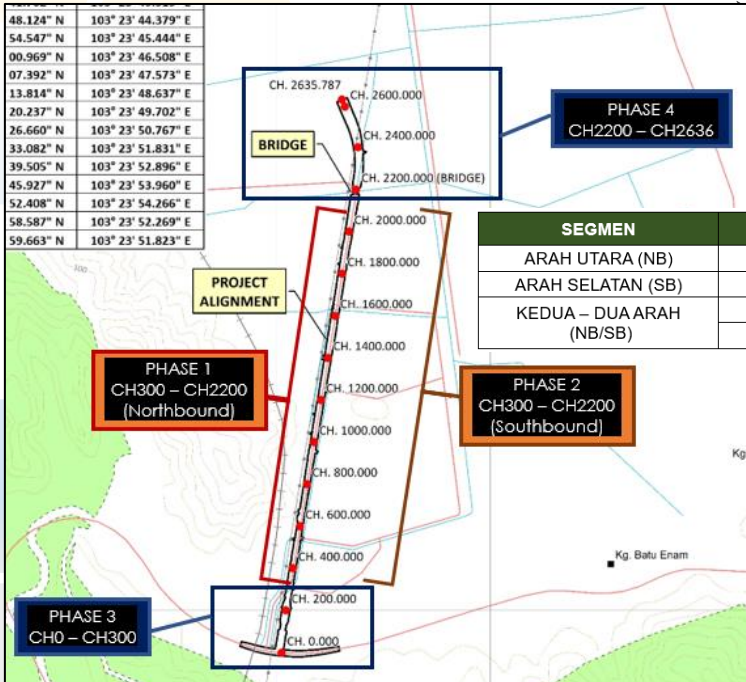 48.124" N 103° 23' 44.379" E
54.547" N 103° 23' 45.444" E
00.969" N 103° 23' 46.508" E
07.392" N 103° 23' 47.573" E
13.814" N 103° 23' 48.637" E
20.237" N 103° 23' 49.702" E
26.660" N 103° 23' 50.767" E
33.082" N 103° 23' 51.831" E
39.505" N 103° 23' 52.896" E
45.927" N 103° 23' 53.960" E
52.408" N 103° 23' 54.266" E
58.587" N 103° 23' 52.269" E
59.663" N 103° 23' 51.823" E
CH. 2635.787
CH. 2600.000
PHASE 4
CH2200 – CH2636
BRIDGE
CH. 2400.000
CH. 2200.000 (BRIDGE)
CH. 2000.000
SEGMEN
ARAH UTARA (NB)
ARAH SELATAN (SB)
KEDUA – DUA ARAH
(NB/SB)
CH. 1800.000
PROJECT
ALIGNMENT
CH. 1600.000
CH. 1400.000
PHASE 1
CH300 – CH2200
(Northbound)
CH. 1200.000
PHASE 2
CH300 – CH2200
(Southbound)
CH. 1000.000
Kg
CH. 800.000
CH. 600.000
CH. 400.000
Kg. Batu Enam
CH. 200.000
PHASE 3
CH0 – CH300
CH. 0.000